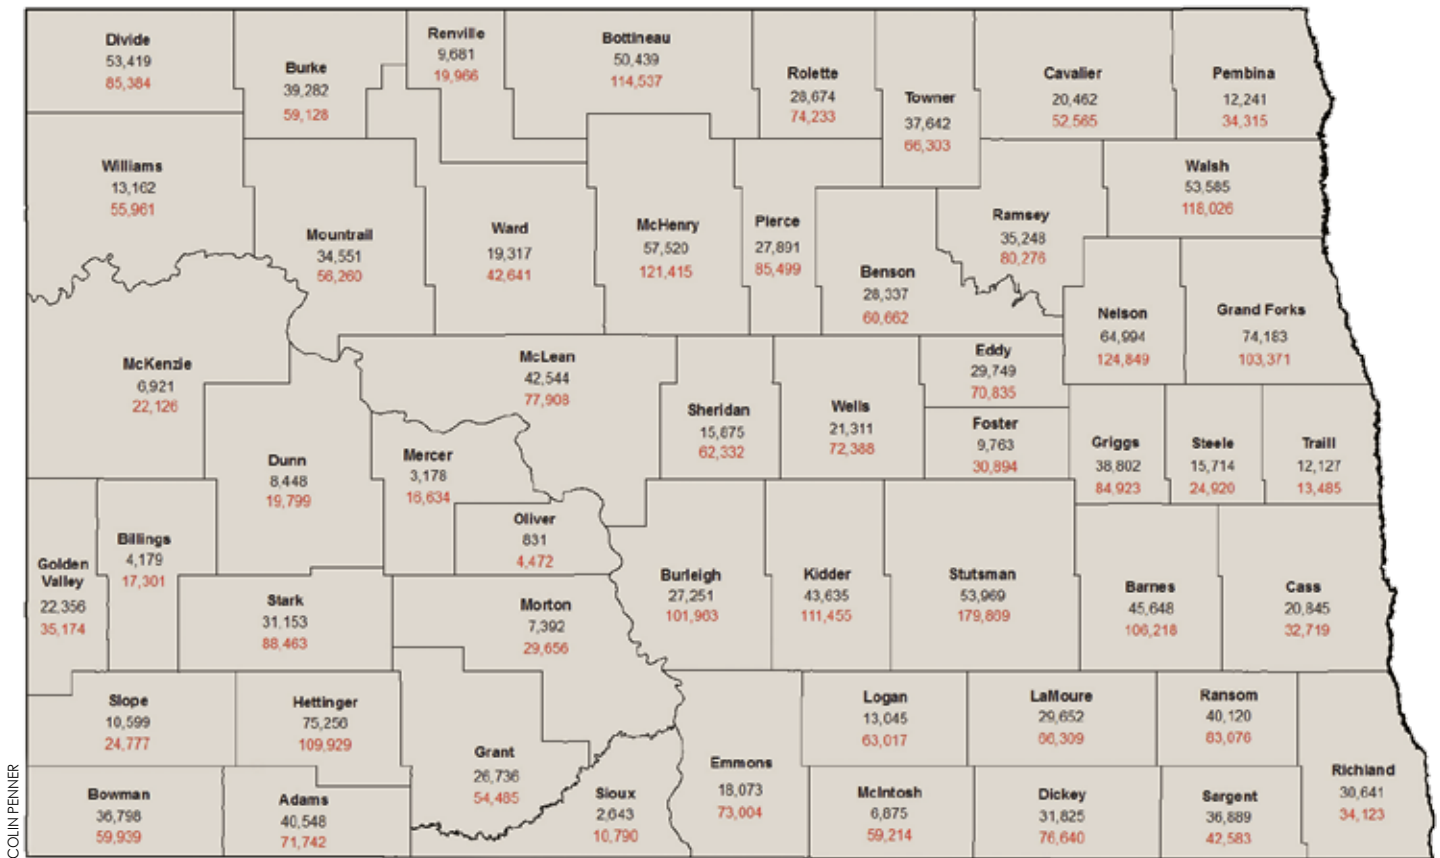 Divide
53,419
85,384
Burke
39,282
59,128
Renville
9,681
19,966
Bottineau
50,439
114,537
Rolette
28,674
74,233
Towner
37,642
66,303
Cavalier
20,462
52,565
Pembina
12,241
34,315
Williams
13,162
55,961
Mountrail
34,551
56,260
Ward
19,317
42,641
McHenry
57,520
121,415
Pierce
27,891
85,499
Benson
28,337
60,662
Ramsey
35,248
80,276
Walsh
53,585
118,026
Nelson
64,994
124,849
Grand Forks
74,183
103,371
McKenzie
6,921
22,126
McLean
42,544
77,908
Sheridan
15,675
62,332
Wells
21,311
72,388
Eddy
29,749
70,835
Foster
9,763
30,894
Griggs
38,802
84,923
Steele
15,714
24,920
Traill
12,127
13,485
Dunn
8,448
19,799
Mercer
3,178
16,634
Oliver
831
4,472
Golden
Valley
22,356
35,174
Billings
4,179
17,301
Stark
31,153
88,463
Morton
7,392
29,656
Burleigh
27,251
101,903
Kidder
43,635
111,455
Stutsman
53,969
179,869
Barnes
45,648
106,218
Cass
20,845
32,719
Slope
10,599
24,777
Hettinger
75,250
109,929
Grant
26,736
54,485
Sioux
2,643
10,790
Emmons
18,073
73,004
Logan
13,045
63,017
LaMoure
29,652
66,309
Ransom
40,120
83,076
Richland
30,641
34,123
Bowman
36,798
59,939
Adams
40,548
71,742
McIntosh
6,875
59,214
Dickey
31,825
76,640
Sargent
36,889
42,583
COLIN PENNER